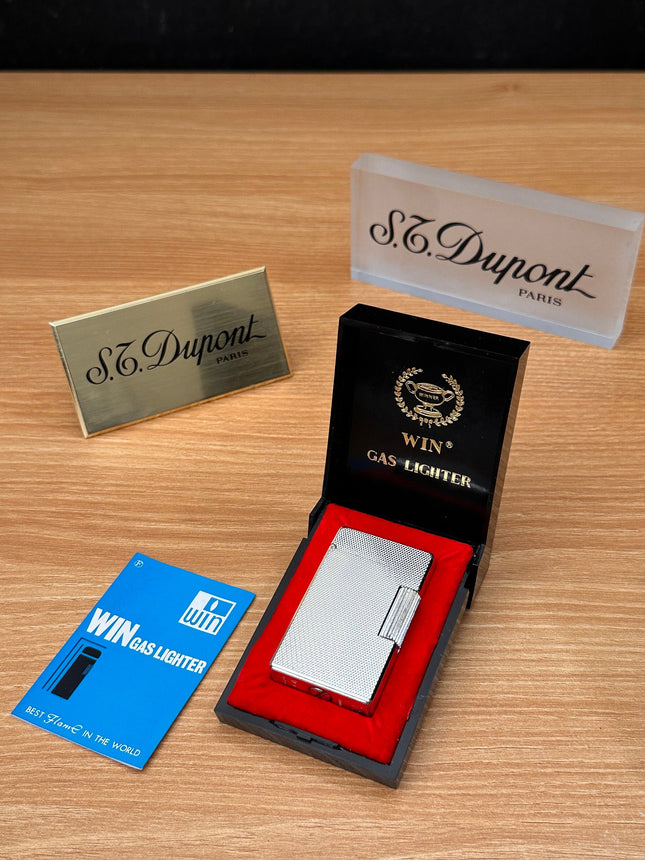 S.T. Dupont
PARIS
S.T. Dupont
PARIS
WINNER
WIN®
GAS LIGHTER
WIN
WIN GAS LIGHTER
BEST Flame IN THE WORLD